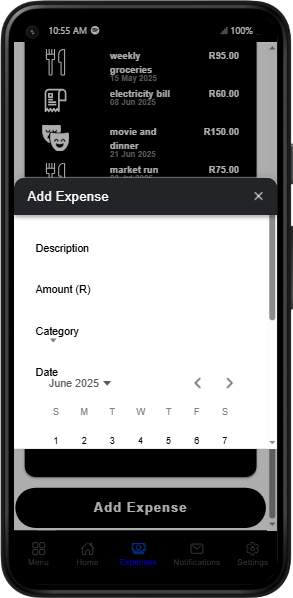 10:55 AM
100%
weekly
groceries
R95.00
15 May 2025
electricity bill
R60.00
08 Jun 2025
movie and
dinner
R150.00
21 Jun 2025
market run
R75.00
Add Expense
Description
Amount (R)
Category
Date
June 2025
S M T W T F S
1 2 3 4 5 6 7
Add Expense
Menu Home Expenses Notifications Settings